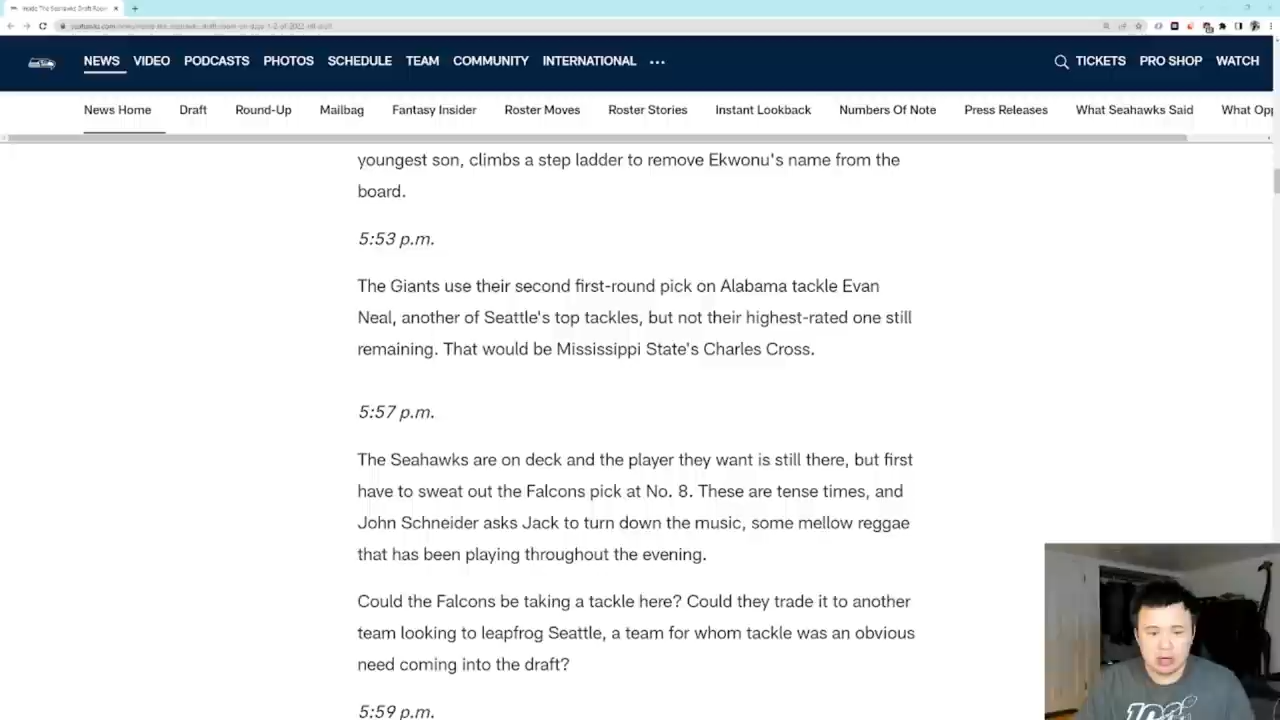 Inside The Seahawks Draft Room
NEWS VIDEO PODCASTS PHOTOS SCHEDULE TEAM COMMUNITY INTERNATIONAL ••• TICKETS PRO SHOP WATCH
News Home Draft Round-Up Mailbag Fantasy Insider Roster Moves Roster Stories Instant Lookback Numbers Of Note Press Releases What Seahawks Said What Opp
youngest son, climbs a step ladder to remove Ekwonu's name from the
board.
5:53 p.m.
The Giants use their second first-round pick on Alabama tackle Evan
Neal, another of Seattle's top tackles, but not their highest-rated one still
remaining. That would be Mississippi State's Charles Cross.
5:57 p.m.
The Seahawks are on deck and the player they want is still there, but first
have to sweat out the Falcons pick at No. 8. These are tense times, and
John Schneider asks Jack to turn down the music, some mellow reggae
that has been playing throughout the evening.
Could the Falcons be taking a tackle here? Could they trade it to another
team looking to leapfrog Seattle, a team for whom tackle was an obvious
need coming into the draft?
5:59 p.m.